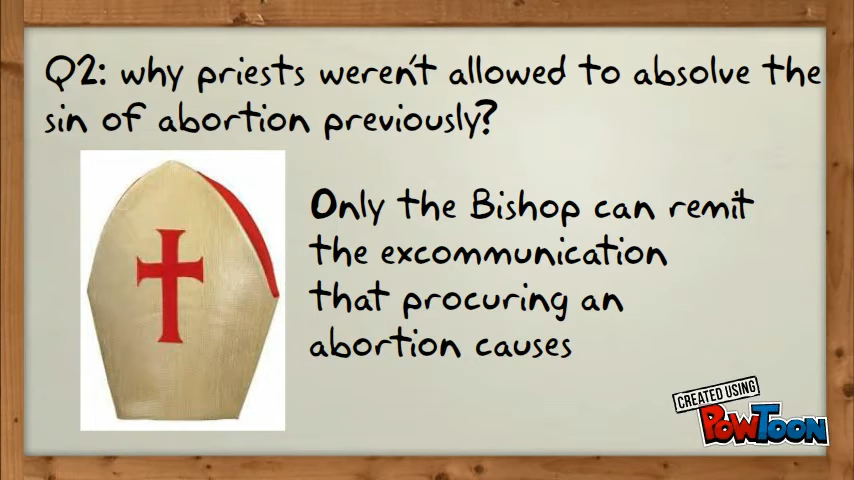 Q2: why priests weren't allowed to absolve the
sin of abortion previously?
Only the Bishop can remit
the excommunication
that procuring an
abortion causes
CREATED USING
POWTOON